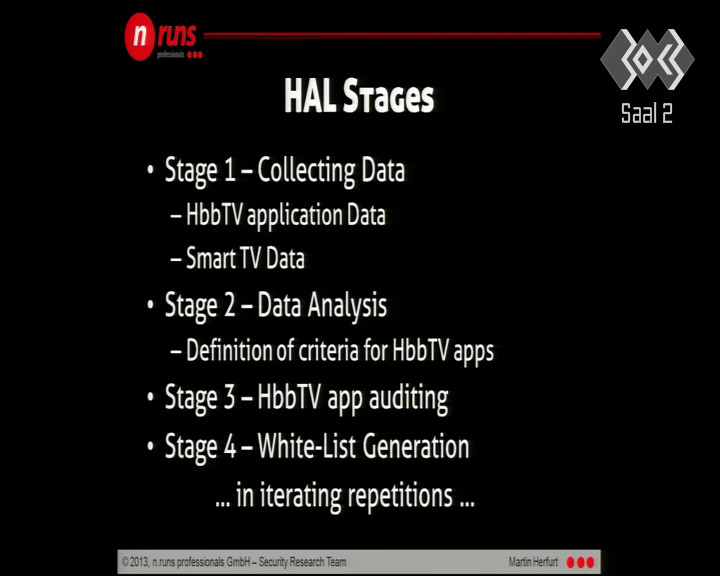 n runs
professionals
Saal 2
HAL Stages
• Stage 1 – Collecting Data
– HbbTV application Data
– Smart TV Data
• Stage 2 – Data Analysis
– Definition of criteria for HbbTV apps
• Stage 3 – HbbTV app auditing
• Stage 4 – White-List Generation
... in iterating repetitions ...
© 2013, n.runs professionals GmbH – Security Research Team
Martin Herfurt